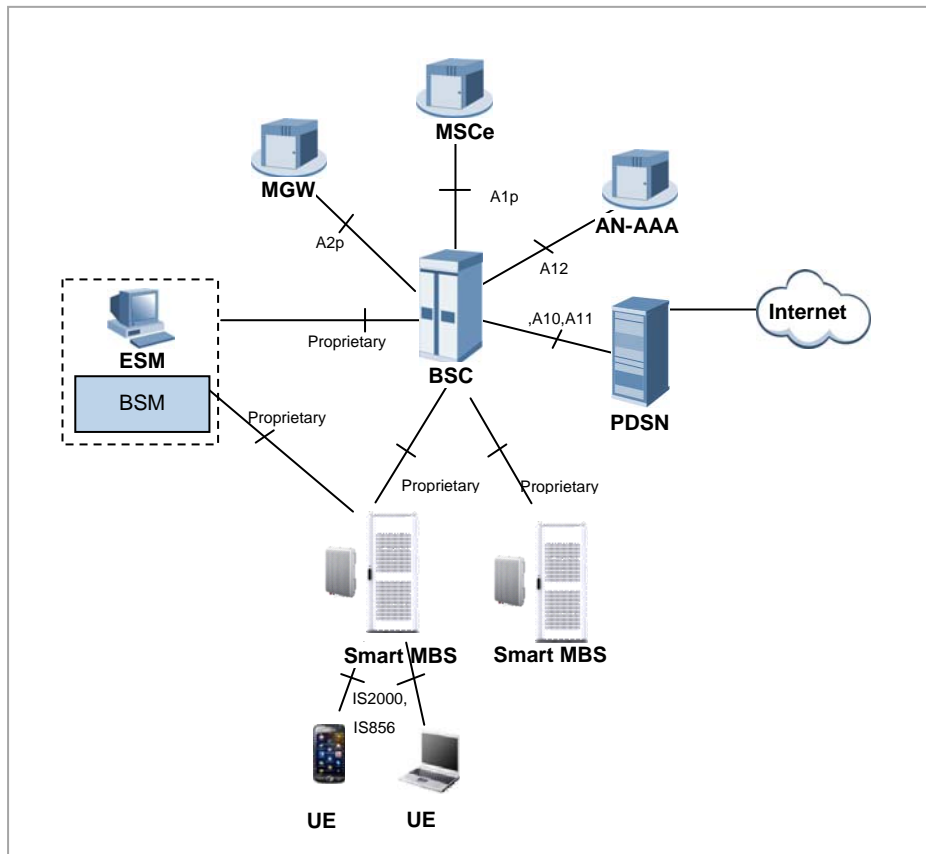 MSCe
MGW
A1p
AN-AAA
A2p
A12
Internet
,A10,A11
Proprietary
ESM
BSC
BSM
PDSN
Proprietary
Proprietary
Proprietary
Smart MBS
Smart MBS
IS2000,
IS856
UE
UE